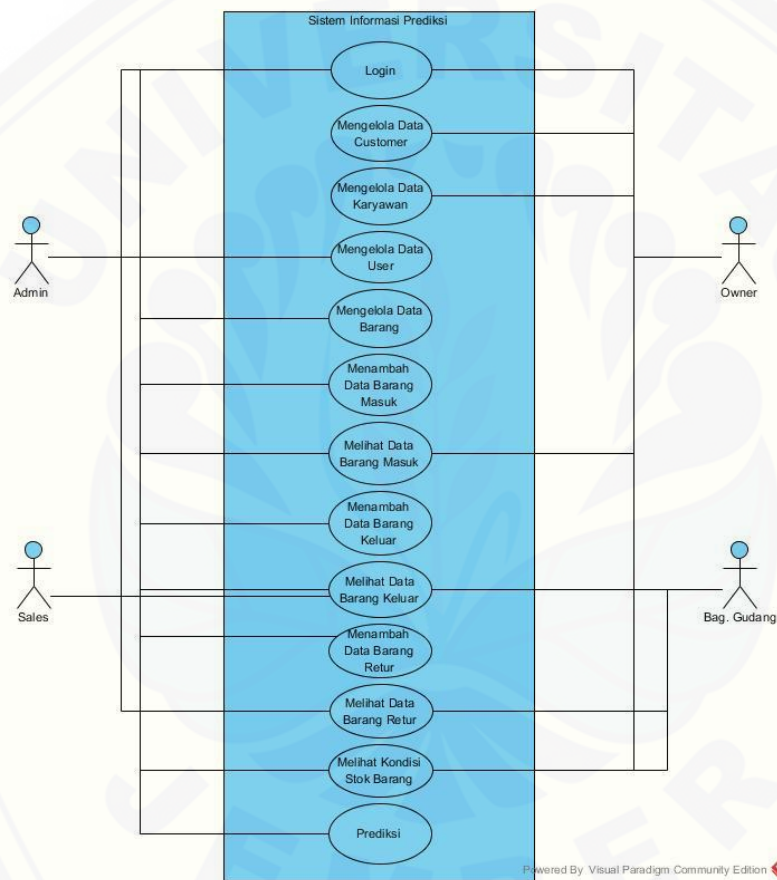 Sistem Informasi Prediksi
Login
Mengelola Data
Customer
Mengelola Data
Karyawan
Mengelola Data
User
Admin
Owner
Mengelola Data
Barang
Menambah
Data Barang
Masuk
Melihat Data
Barang Masuk
Menambah
Data Barang
Keluar
Melihat Data
Barang Keluar
Sales
Bag. Gudang
Menambah
Data Barang
Retur
Melihat Data
Barang Retur
Melihat Kondisi
Stok Barang
Prediksi
Powered By Visual Paradigm Community Edition